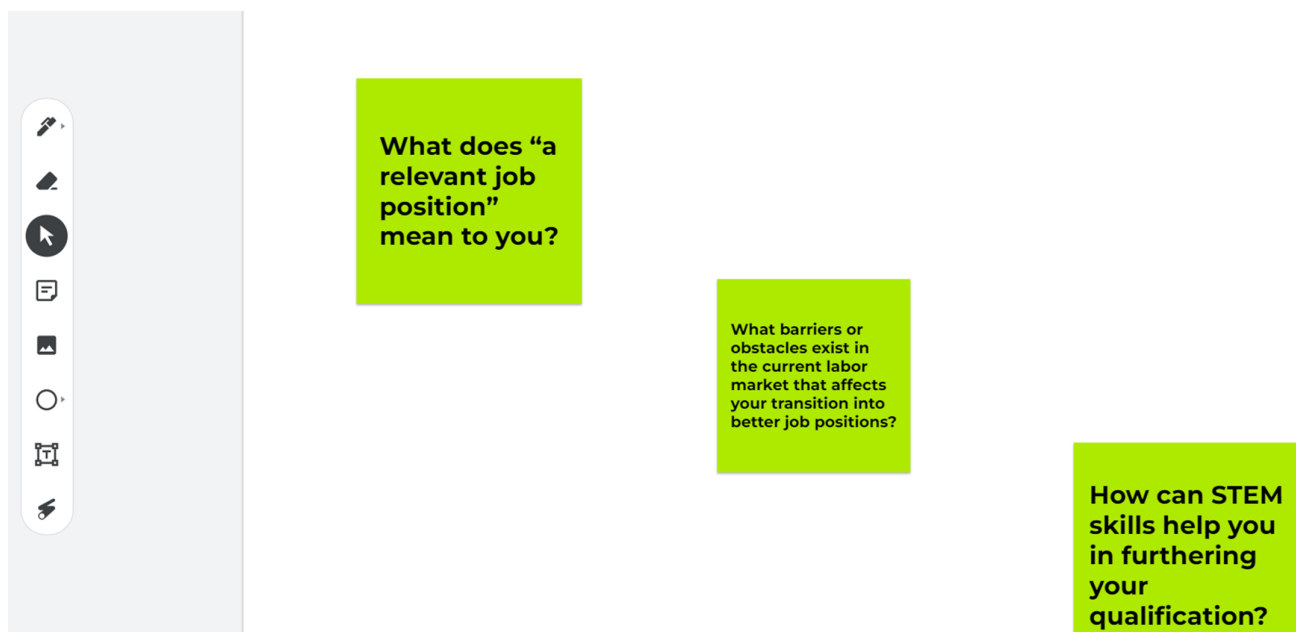 What does “a
relevant job
position”
mean to you?
What barriers or
obstacles exist in
the current labor
market that affects
your transition into
better job positions?
How can STEM
skills help you
in furthering
your
qualification?